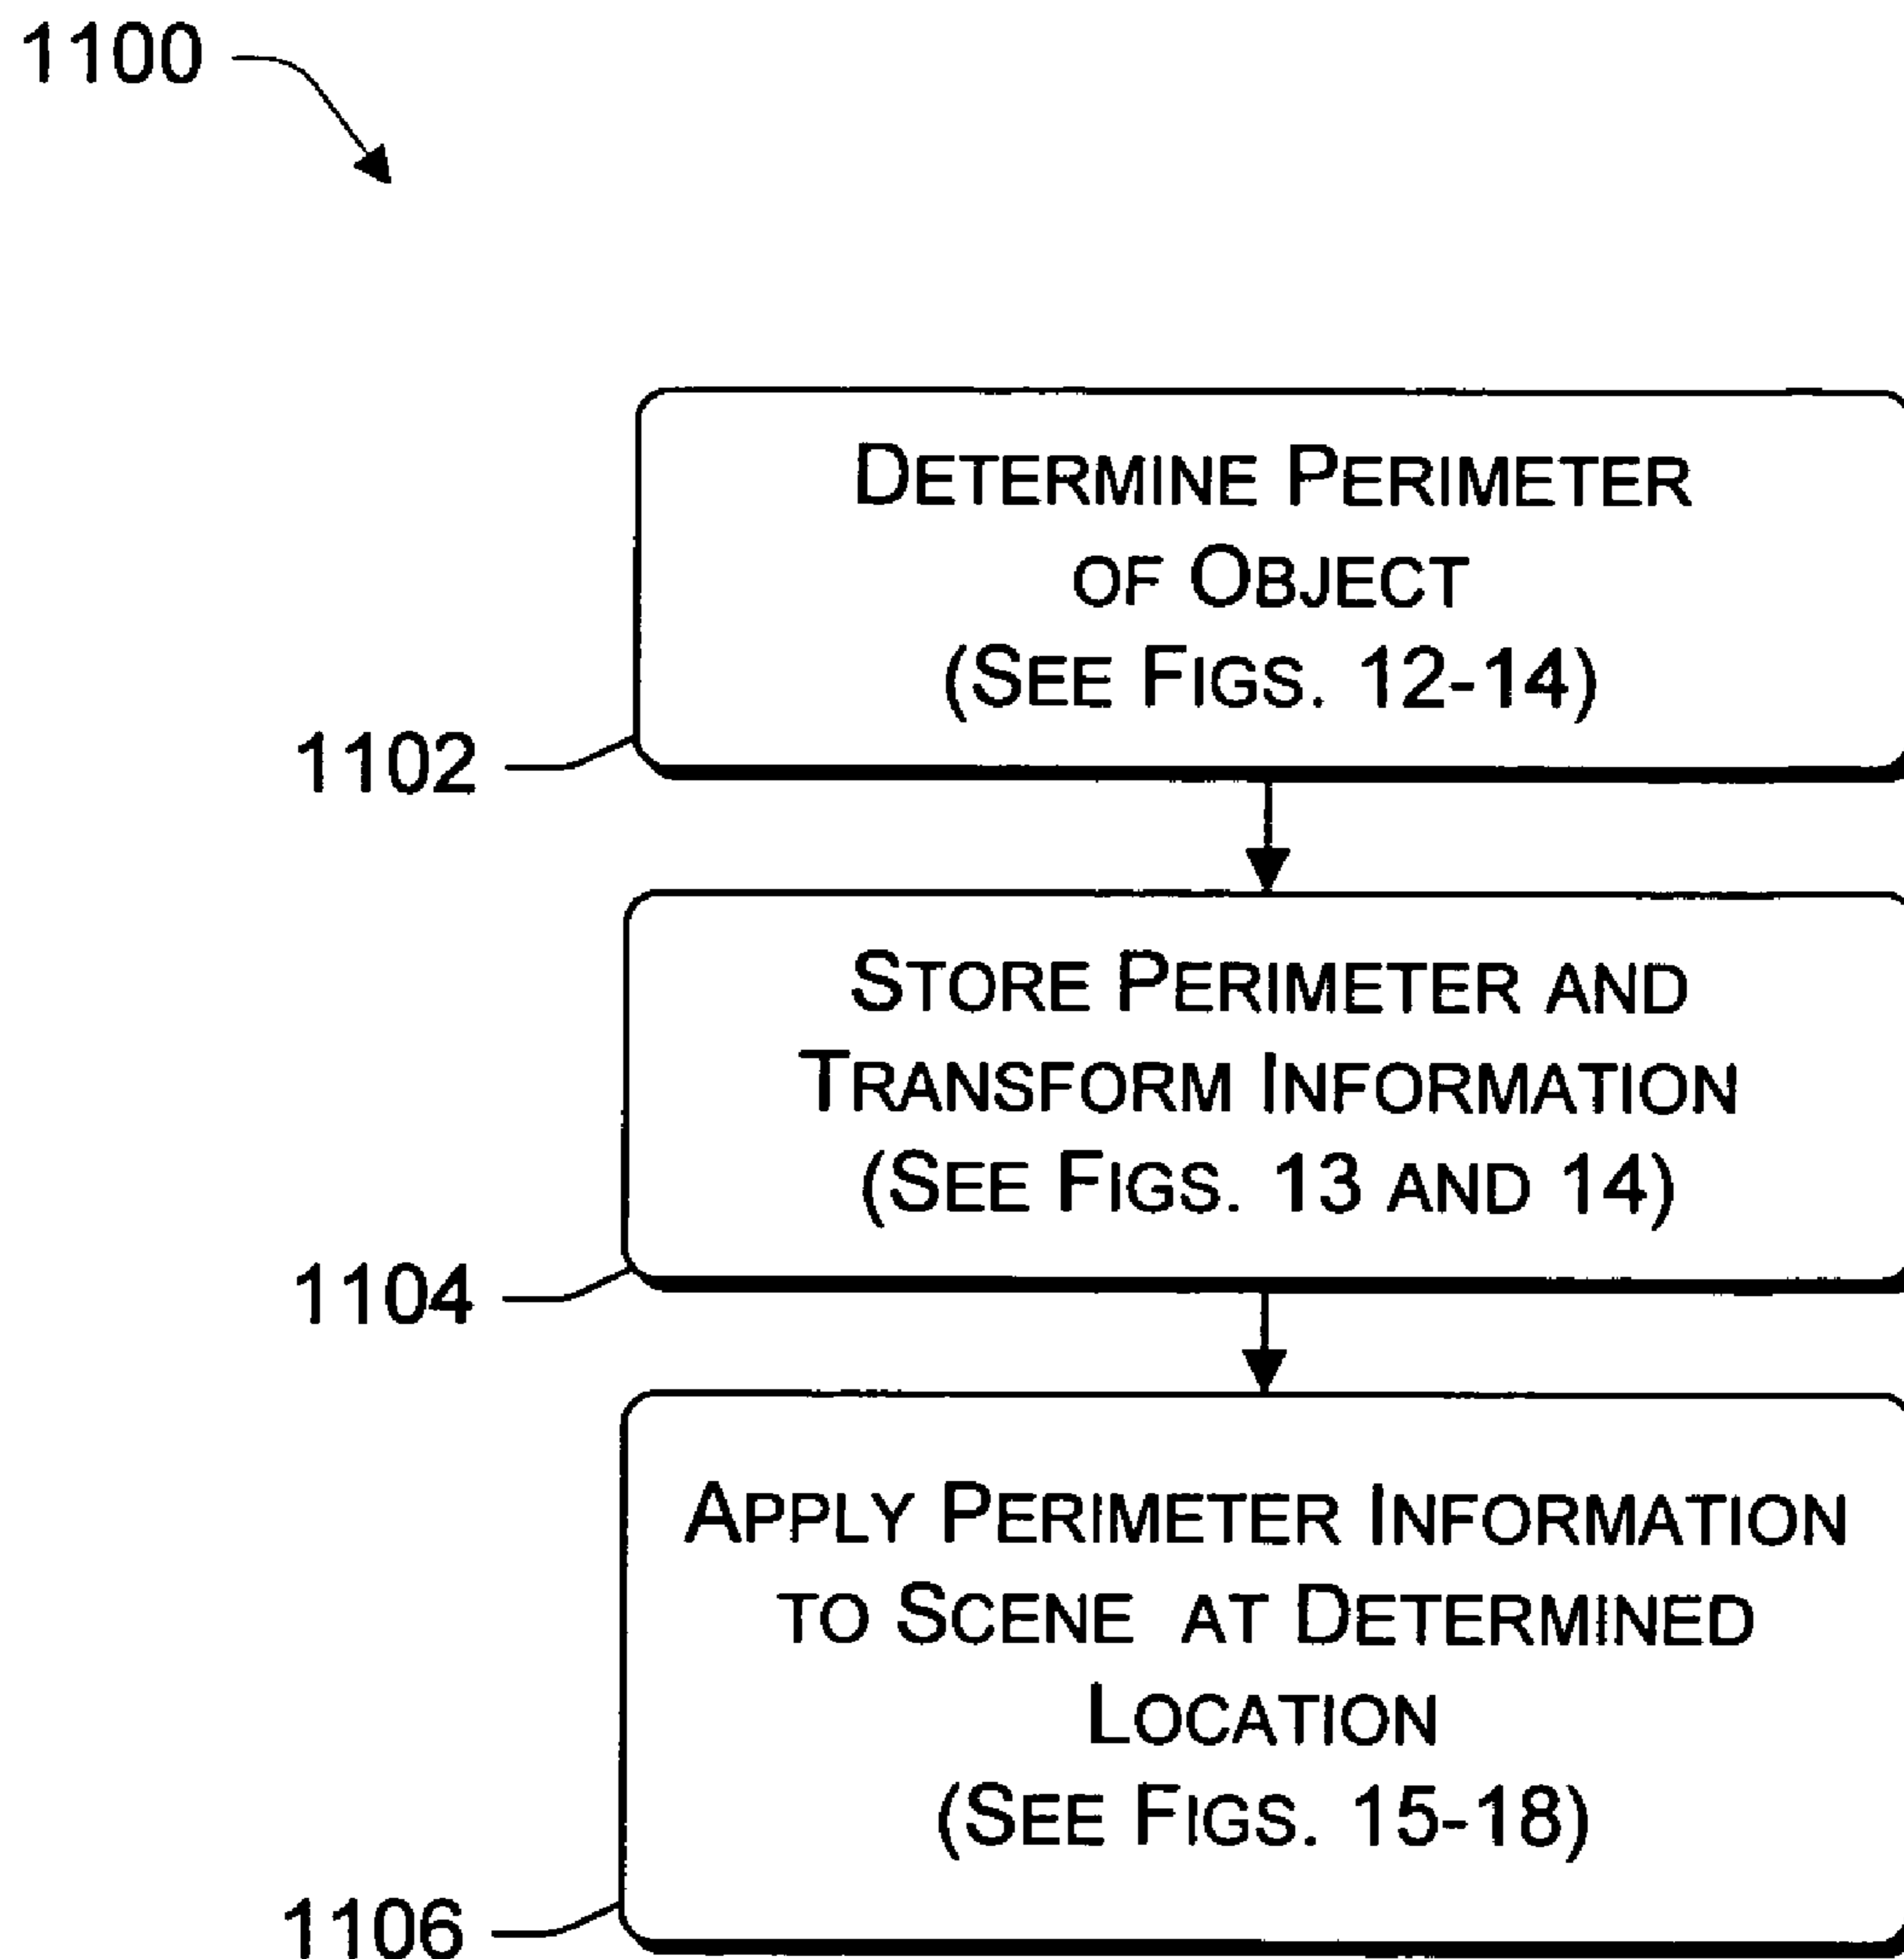 1100
DETERMINE PERIMETER
OF OBJECT
(SEE FIGS. 12-14)
1102
STORE PERIMETER AND
TRANSFORM INFORMATION
(SEE FIGS. 13 AND 14)
1104
APPLY PERIMETER INFORMATION
TO SCENE AT DETERMINED
LOCATION
(SEE FIGS. 15-18)
1106